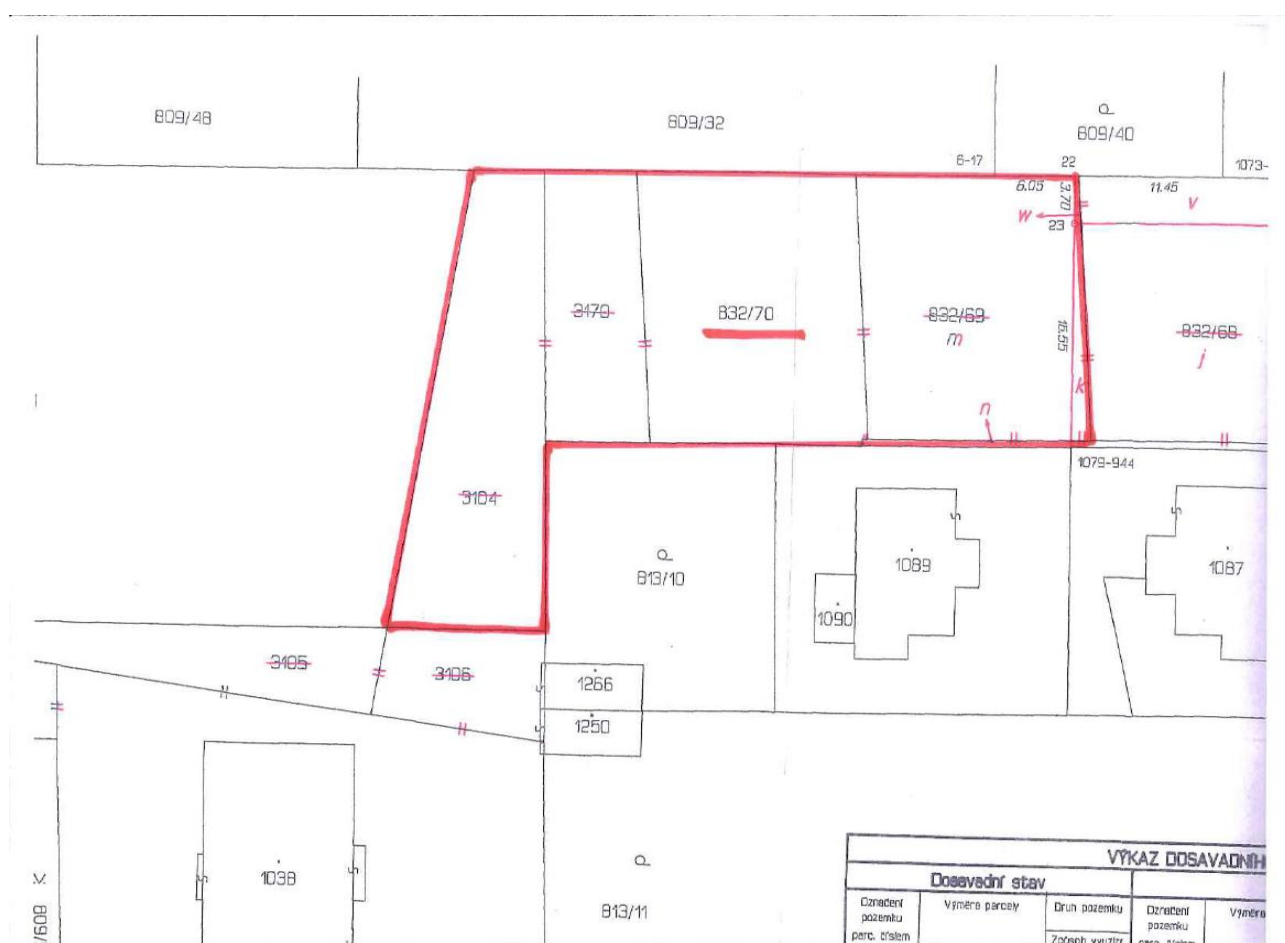 809/48
809/32
809/40
6-17
22
1073-
6.05
3.70
11.45
v
w
23
3170
832/70
832/69
m
16.55
832/68
j
k
n
1079-944
3104
813/10
1089
1087
1090
3105
3106
1266
1250
1038
813/11
/608
VÝKAZ DOSAVADNÍH
Dosavadní stav
Označení
pozemku
parc. číslem
Výměra parcely
Druh pozemku
Způsob využití
Označení
pozemku
parc. číslem
Výměra